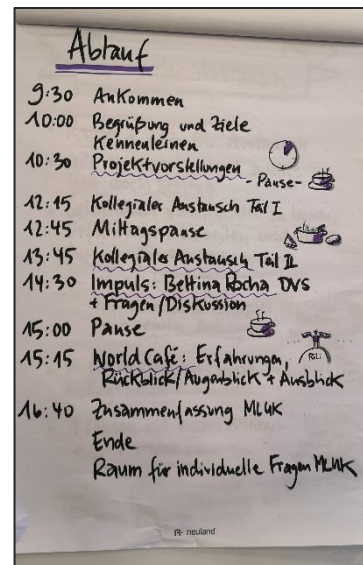 Ablauf
9:30 Ankommen
10:00 Begrüßung und Ziele
Kennenlernen
10:30 Projektvorstellungen
- Pause -
12:15 Kollegialer Austausch Teil I
12:45 Mittagspause
13:45 Kollegialer Austausch Teil II
14:30 Impuls: Bettina Rocha DVS
+ Fragen/Diskussion
15:00 Pause
15:15 World Café: Erfahrungen,
Rückblick/Augenblick + Ausblick
16:40 Zusammenfassung MLUK
Ende
Raum für individuelle Fragen MLUK
neuland